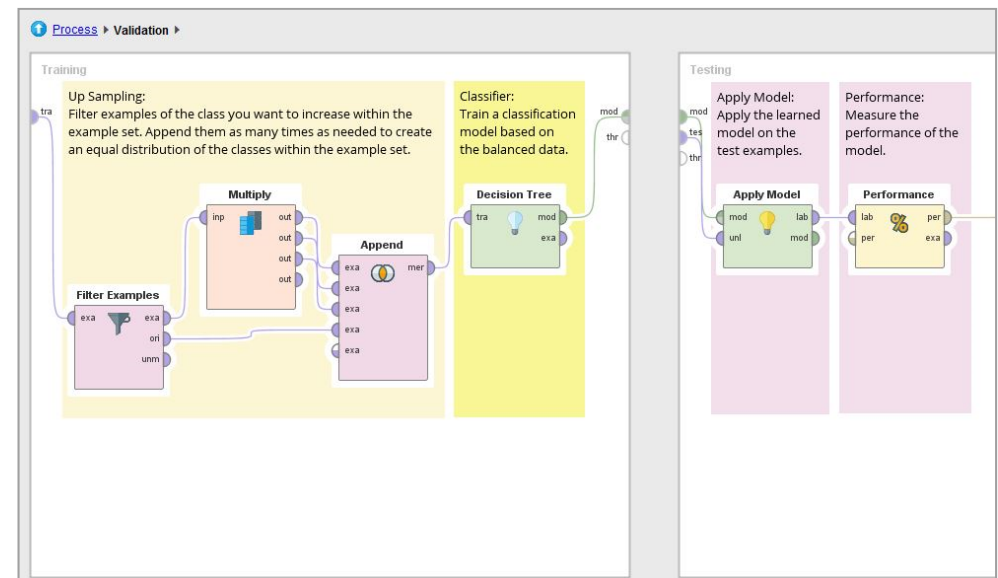 Process ▸ Validation ▸
Training
Up Sampling:
Filter examples of the class you want to increase within the
example set. Append them as many times as needed to create
an equal distribution of the classes within the example set.
Classifier:
Train a classification
model based on
the balanced data.
tra
mod
thr
Multiply
inp
out
out
out
out
Append
exa
mer
exa
exa
exa
exa
Filter Examples
exa
exa
ori
unm
Decision Tree
tra
mod
exa
Testing
Apply Model:
Apply the learned
model on the
test examples.
Performance:
Measure the
performance of the
model.
mod
tes
thr
Apply Model
mod
lab
unl
mod
Performance
lab
per
per
exa